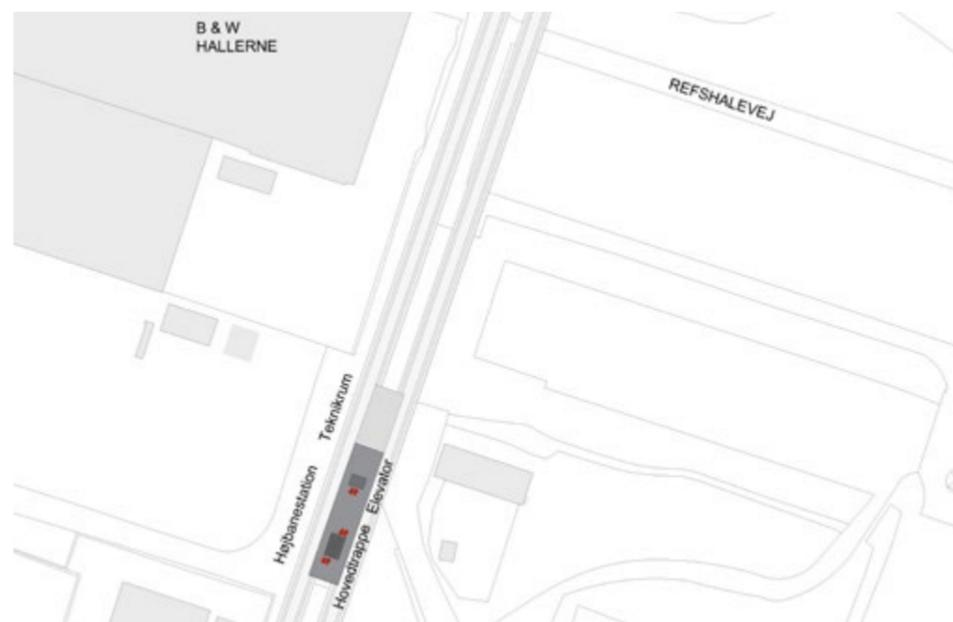 B & W
HALLERNE
REFSHALEVEJ
Teknikrum
Højbanestation
Elevator
Hovedtrappe